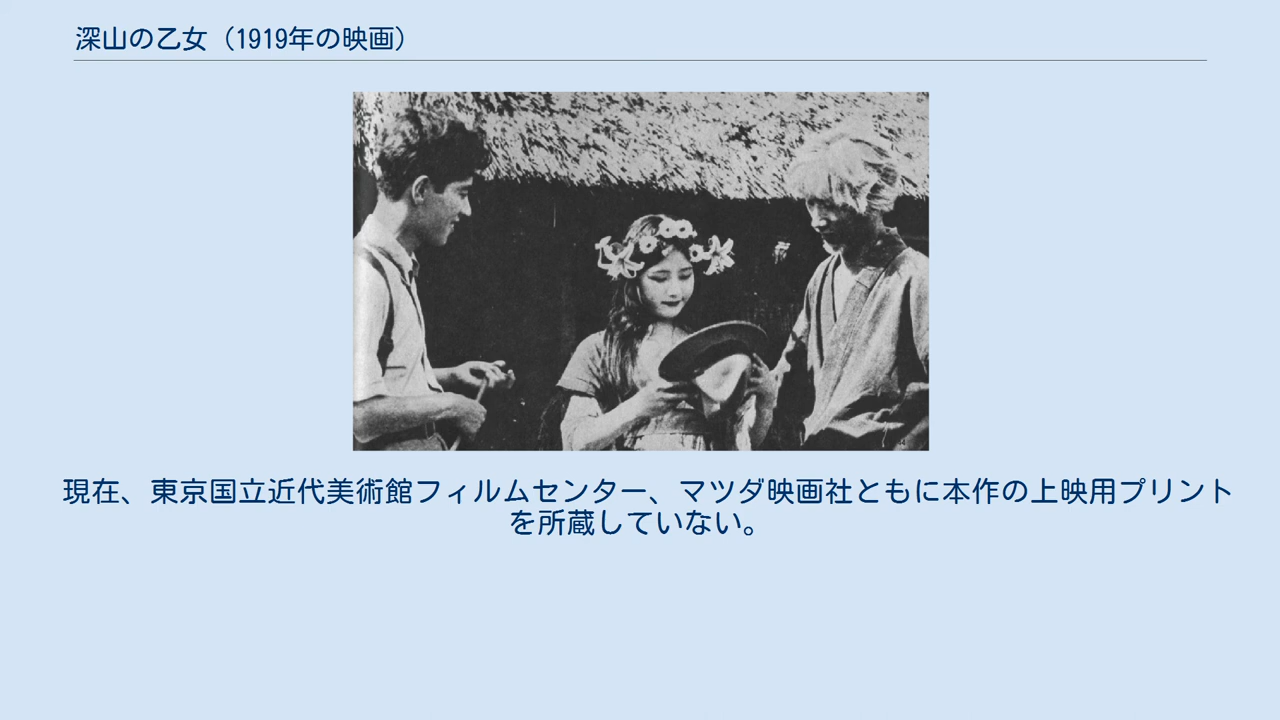 深山の乙女（1919年の映画）
現在、東京国立近代美術館フィルムセンター、マツダ映画社ともに本作の上映用プリント
を所蔵していない。